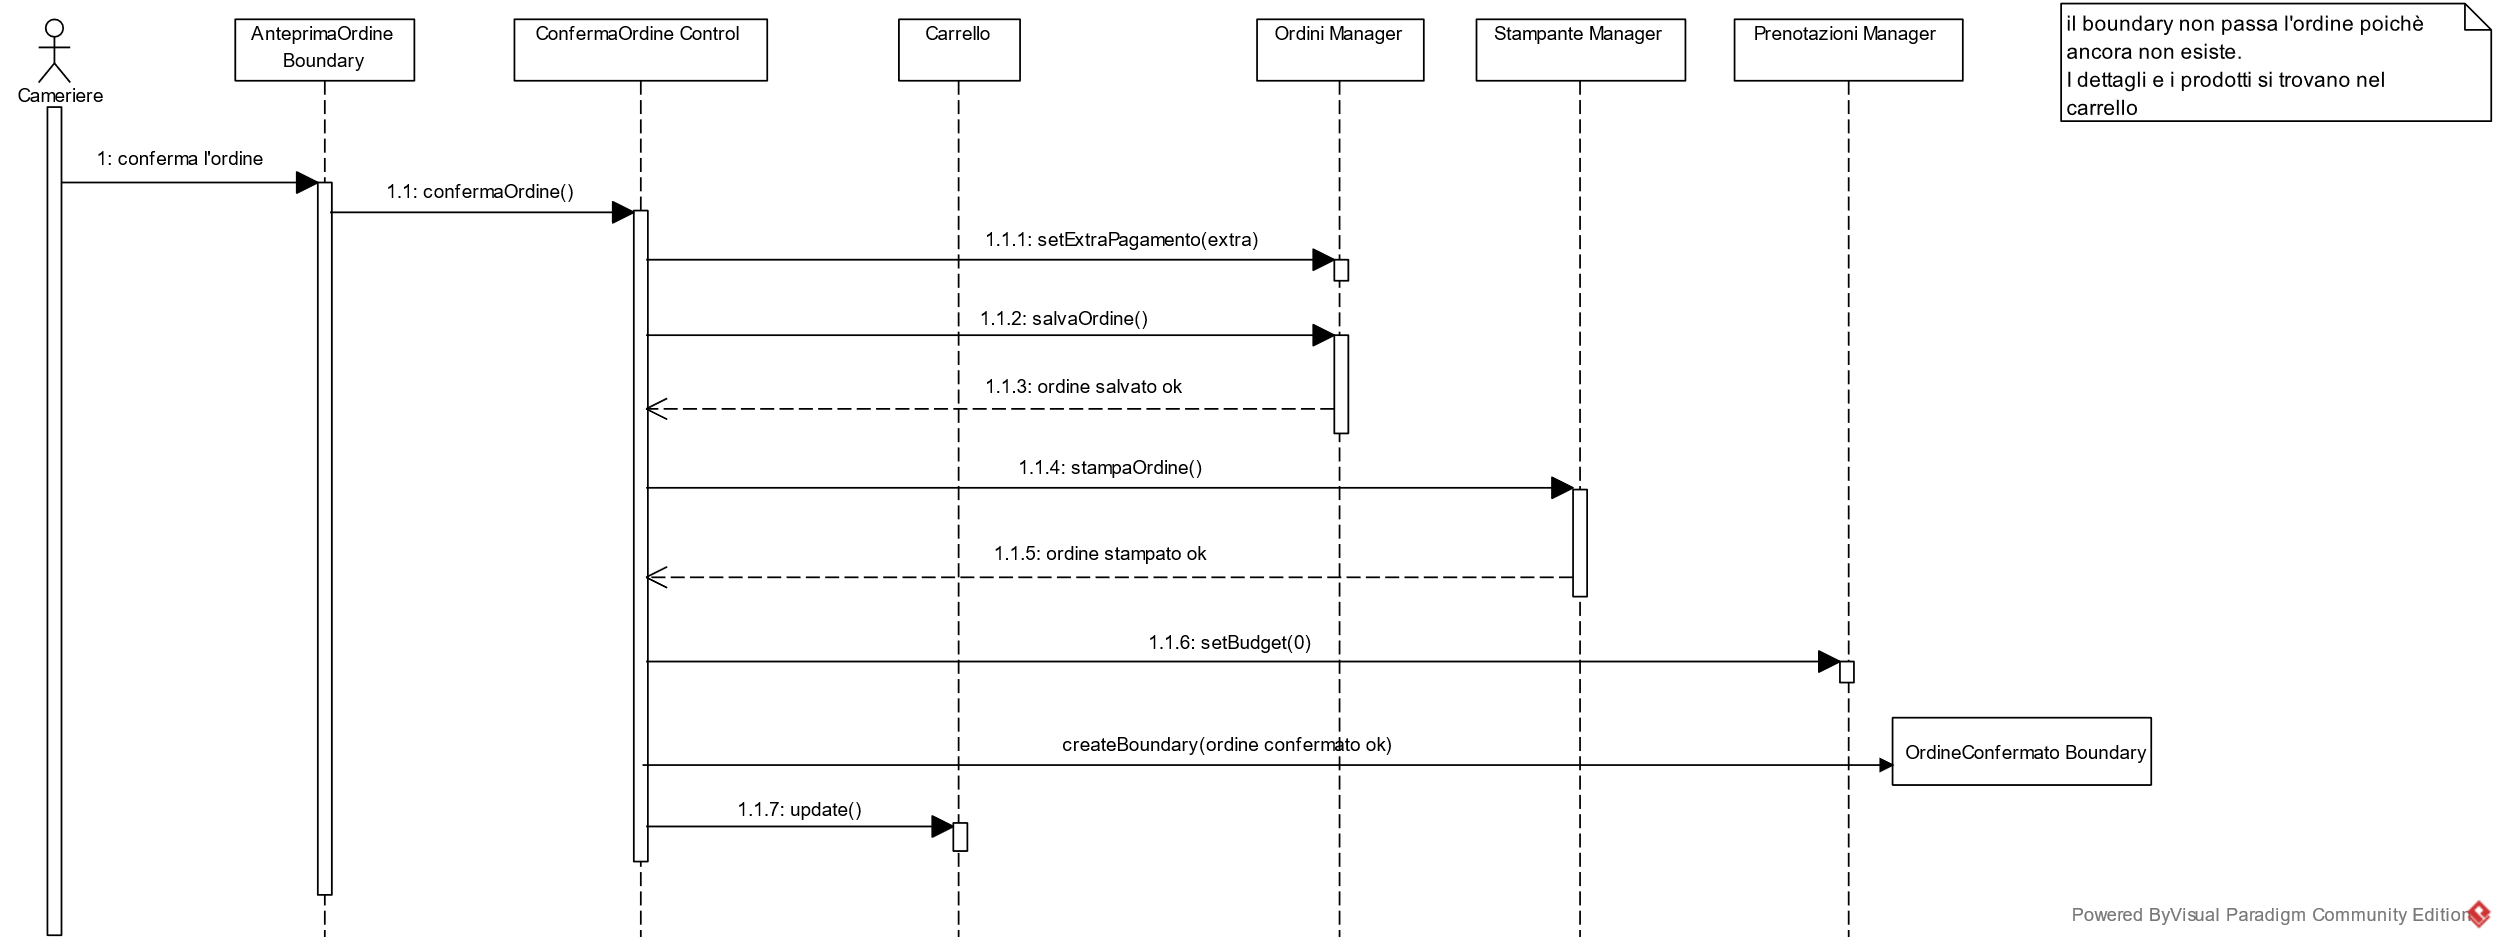 Cameriere
AnteprimaOrdine
Boundary
ConfermaOrdine Control
Carrello
Ordini Manager
Stampante Manager
Prenotazioni Manager
il boundary non passa l'ordine poichè
ancora non esiste.
I dettagli e i prodotti si trovano nel
carrello
1: conferma l'ordine
1.1: confermaOrdine()
1.1.1: setExtraPagamento(extra)
1.1.2: salvaOrdine()
1.1.3: ordine salvato ok
1.1.4: stampaOrdine()
1.1.5: ordine stampato ok
1.1.6: setBudget(0)
createBoundary(ordine confermato ok)
OrdineConfermato Boundary
1.1.7: update()
Powered ByVisual Paradigm Community Edition